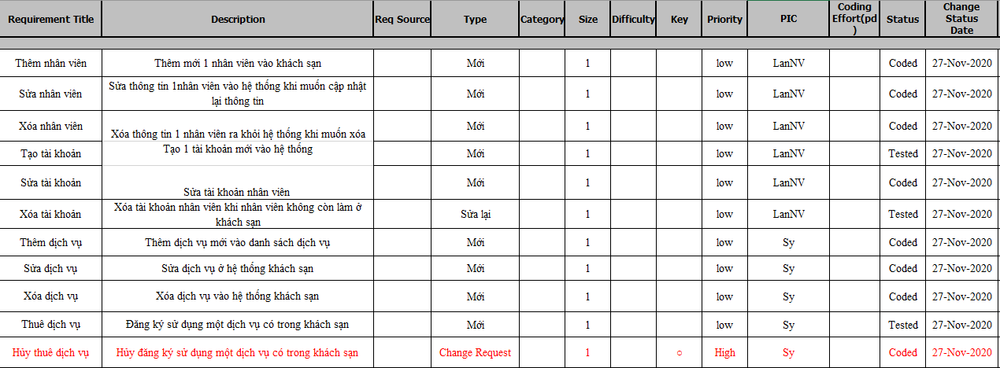 Requirement Title Description Req Source Type Category Size Difficulty Key Priority PIC Coding Effort(pd) Status Change Status Date
Thêm nhân viên Thêm mới 1 nhân viên vào khách sạn Mới 1 low LanNV Coded 27-Nov-2020
Sửa nhân viên Sửa thông tin 1nhân viên vào hệ thống khi muốn cập nhật lại thông tin Mới 1 low LanNV Coded 27-Nov-2020
Xóa nhân viên Xóa thông tin 1 nhân viên ra khỏi hệ thống khi muốn xóa Mới 1 low LanNV Coded 27-Nov-2020
Tạo tài khoản Tạo 1 tài khoản mới vào hệ thống Mới 1 low LanNV Tested 27-Nov-2020
Sửa tài khoản Sửa tài khoản nhân viên Mới 1 low LanNV Coded 27-Nov-2020
Xóa tài khoản Xóa tài khoản nhân viên khi nhân viên không còn làm ở khách sạn Sửa lại 1 low LanNV Tested 27-Nov-2020
Thêm dịch vụ Thêm dịch vụ mới vào danh sách dịch vụ Mới 1 low Sy Coded 27-Nov-2020
Sửa dịch vụ Sửa dịch vụ ở hệ thống khách sạn Mới 1 low Sy Coded 27-Nov-2020
Xóa dịch vụ Xóa dịch vụ vào hệ thống khách sạn Mới 1 low Sy Coded 27-Nov-2020
Thuê dịch vụ Đăng ký sử dụng một dịch vụ có trong khách sạn Mới 1 low Sy Tested 27-Nov-2020
Hủy thuê dịch vụ Hủy đăng ký sử dụng một dịch vụ có trong khách sạn Change Request 1 ○ High Sy Coded 27-Nov-2020